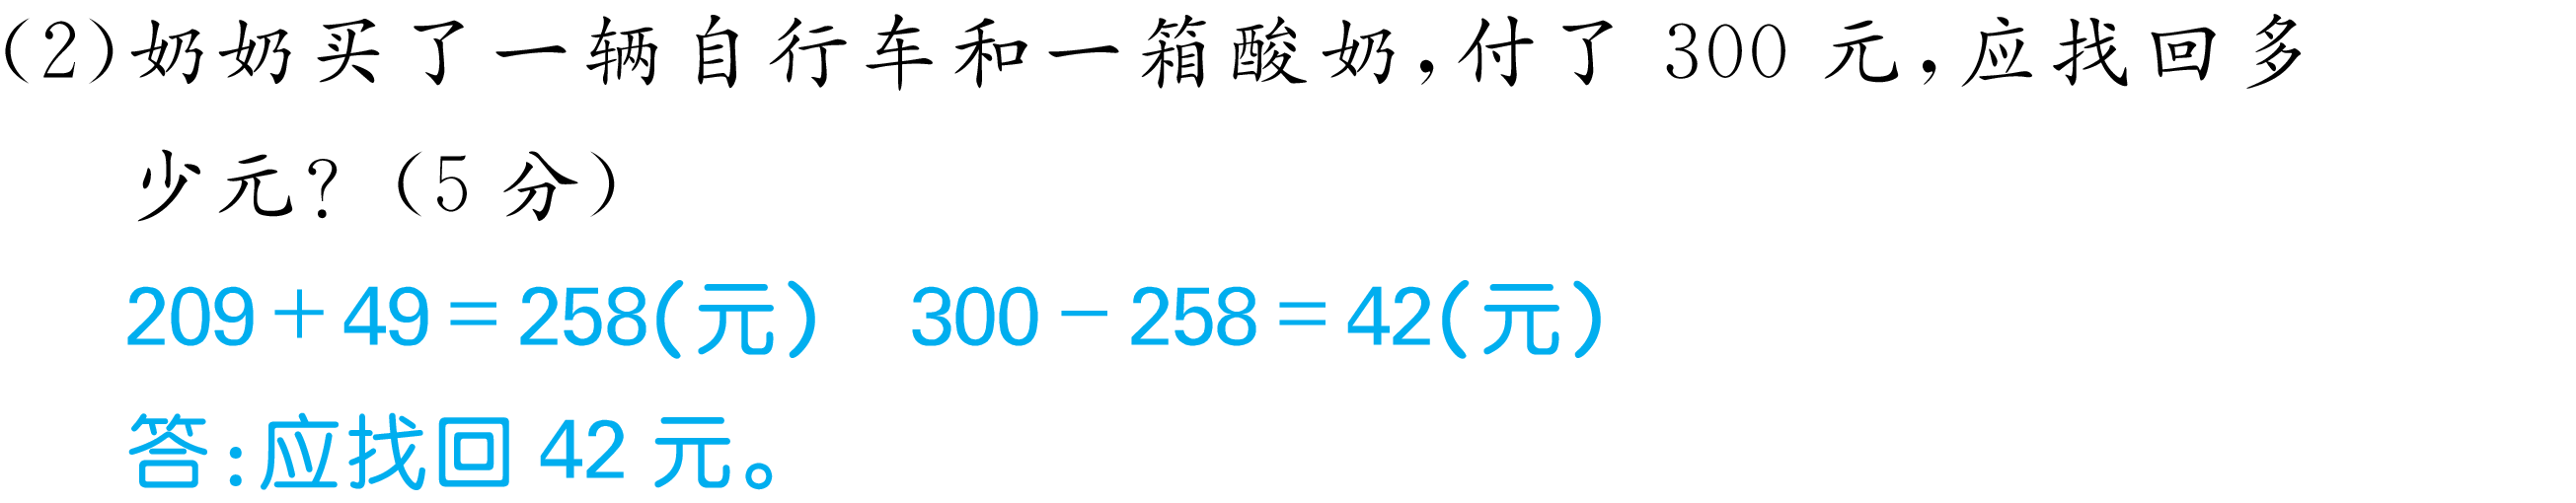 (2)奶奶买了一辆自行车和一箱酸奶,付了 300 元,应找回多
少元?(5 分)
209+49=258(元) 300-258=42(元)
答:应找回 42 元。